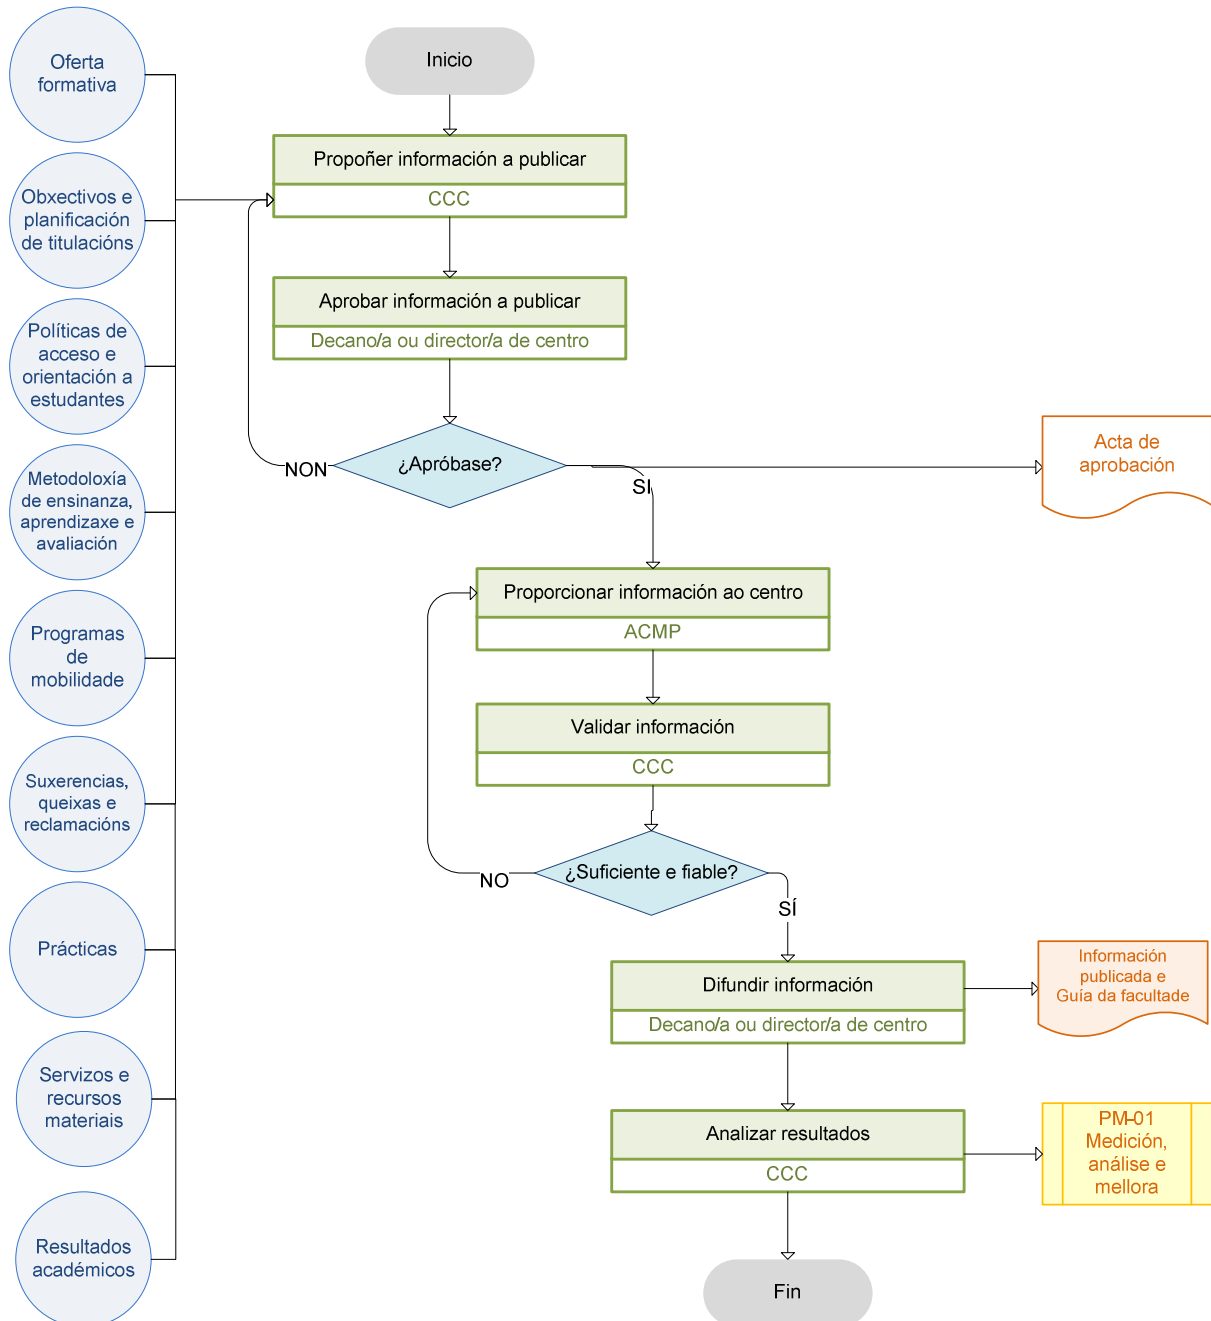 Oferta
formativa
Obxectivos e
planificación
de titulacións
Políticas de
acceso e
orientación a
estudantes
Metodoloxía
de ensinanza,
aprendizaxe e
avaliación
Programas
de
mobilidade
Suxerencias,
queixas e
reclamacións
Prácticas
Servizos e
recursos
materiais
Resultados
académicos
Inicio
Propoñer información a publicar
CCC
Aprobar información a publicar
Decano/a ou director/a de centro
¿Apróbase?
NON
SI
Acta de
aprobación
Proporcionar información ao centro
ACMP
Validar información
CCC
¿Suficiente e fiable?
NO
SÍ
Difundir información
Decano/a ou director/a de centro
Información
publicada e
Guía da facultade
Analizar resultados
CCC
PM-01
Medición,
análise e
mellora
Fin